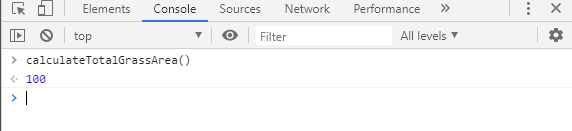 Elements Console Sources Network Performance »
top Filter All levels
> calculateTotalGrassArea()
100
>